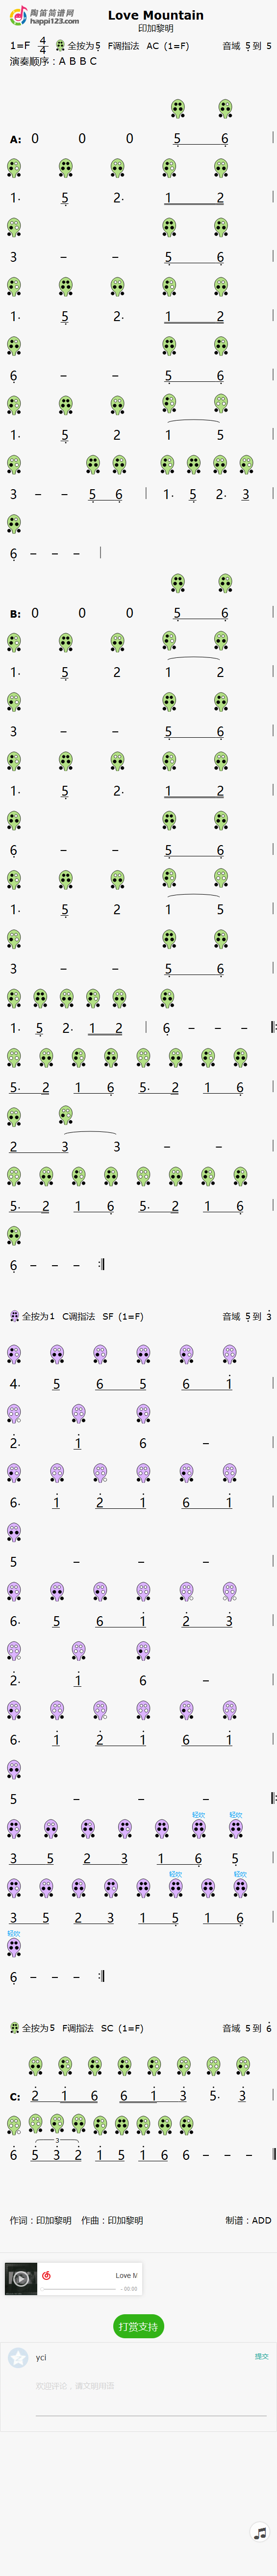 陶笛简谱网
happi123.com
Love Mountain
印加黎明
1=F 4/4 全按为5̣ F调指法 AC (1=F) 音域 5̣ 到 5
演奏顺序：A B B C
A: 0 0 0 5̣ 6̣ |
1· 5̣ 2· 1 2 |
3 – – 5̣ 6̣ |
1· 5̣ 2· 1 2 |
6̣ – – 5̣ 6̣ |
1· 5̣ 2 1 5 |
3 – – 5̣ 6̣ | 1· 5̣ 2· 3 |
6̣ – – – |
B: 0 0 0 5̣ 6̣ |
1· 5̣ 2 1 2 |
3 – – 5̣ 6̣ |
1· 5̣ 2· 1 2 |
6̣ – – 5̣ 6̣ |
1· 5̣ 2 1 5 |
3 – – 5̣ 6̣ |
1· 5̣ 2· 1 2 | 6̣ – – – ‖:
5· 2 1 6̣ 5· 2 1 6̣ |
2 3 3 – – |
5· 2 1 6̣ 5· 2 1 6̣ |
6̣ – – – :‖
全按为1 C调指法 SF (1=F) 音域 5̣ 到 3̇
4· 5 6 5 6 1̇ |
2̇· 1̇ 6 – |
6· 1̇ 2̇ 1̇ 6 1̇ |
5 – – – |
6· 5 6 1̇ 2̇ 3̇ |
2̇· 1̇ 6 – |
6· 1̇ 2̇ 1̇ 6 1̇ |
5 – – – ‖:
轻吹 轻吹
3 5 2 3 1 6̣ 5̣ |
轻吹 轻吹
3 5 2 3 1 5̣ 1 6̣ |
轻吹
6̣ – – – :‖
全按为5 F调指法 SC (1=F) 音域 5 到 6̇
C: 2̇ 1̇ 6 6 1̇ 3̇ 5̇· 3̇ |
3
6̇ 5̇ 3̇ 2̇ 1̇ 5 1̇ 6 6 – – – ‖
作词：印加黎明 作曲：印加黎明 制谱：ADD
Love M
- 00:00
打赏支持
yci
提交
欢迎评论，请文明用语